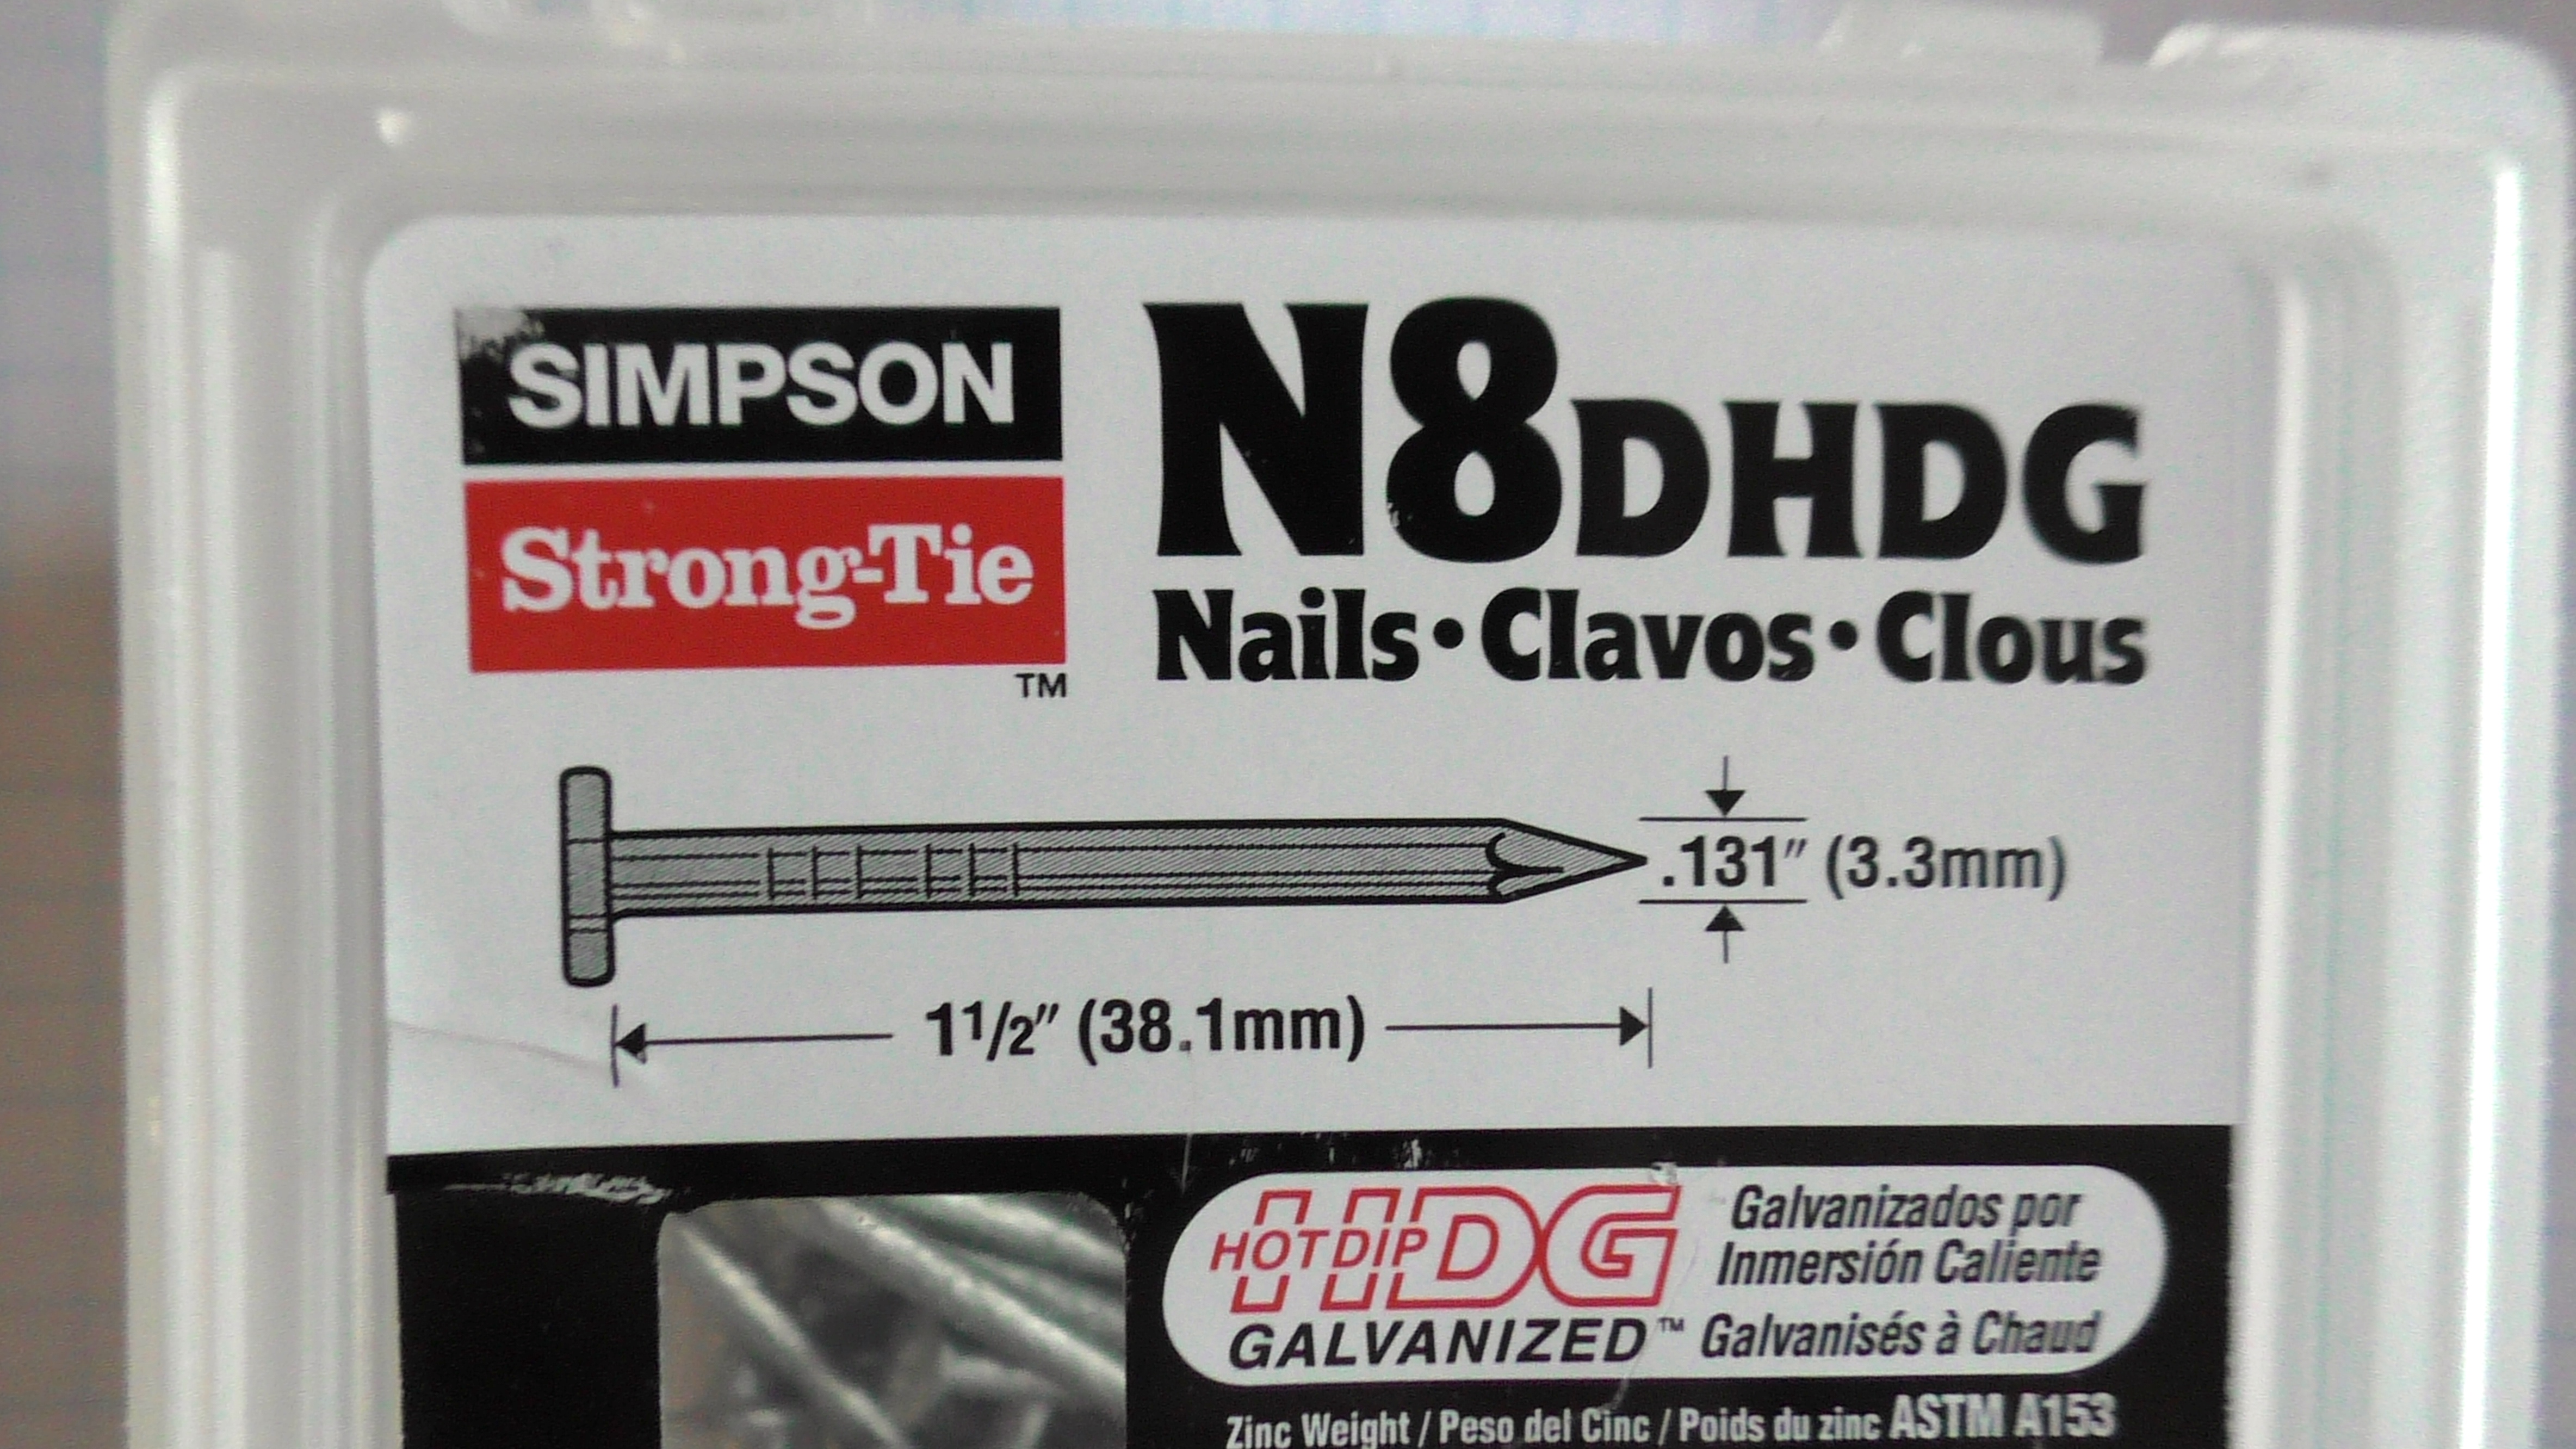 SIMPSON
Strong-Tie
TM
N8DHDG
Nails • Clavos • Clous
.131" (3.3mm)
1 1/2" (38.1mm)
HDG
HOT DIP
GALVANIZED™
Galvanizados por
Inmersión Caliente
Galvanisés à Chaud
Zinc Weight / Peso del Cinc / Poids du zinc ASTM A153